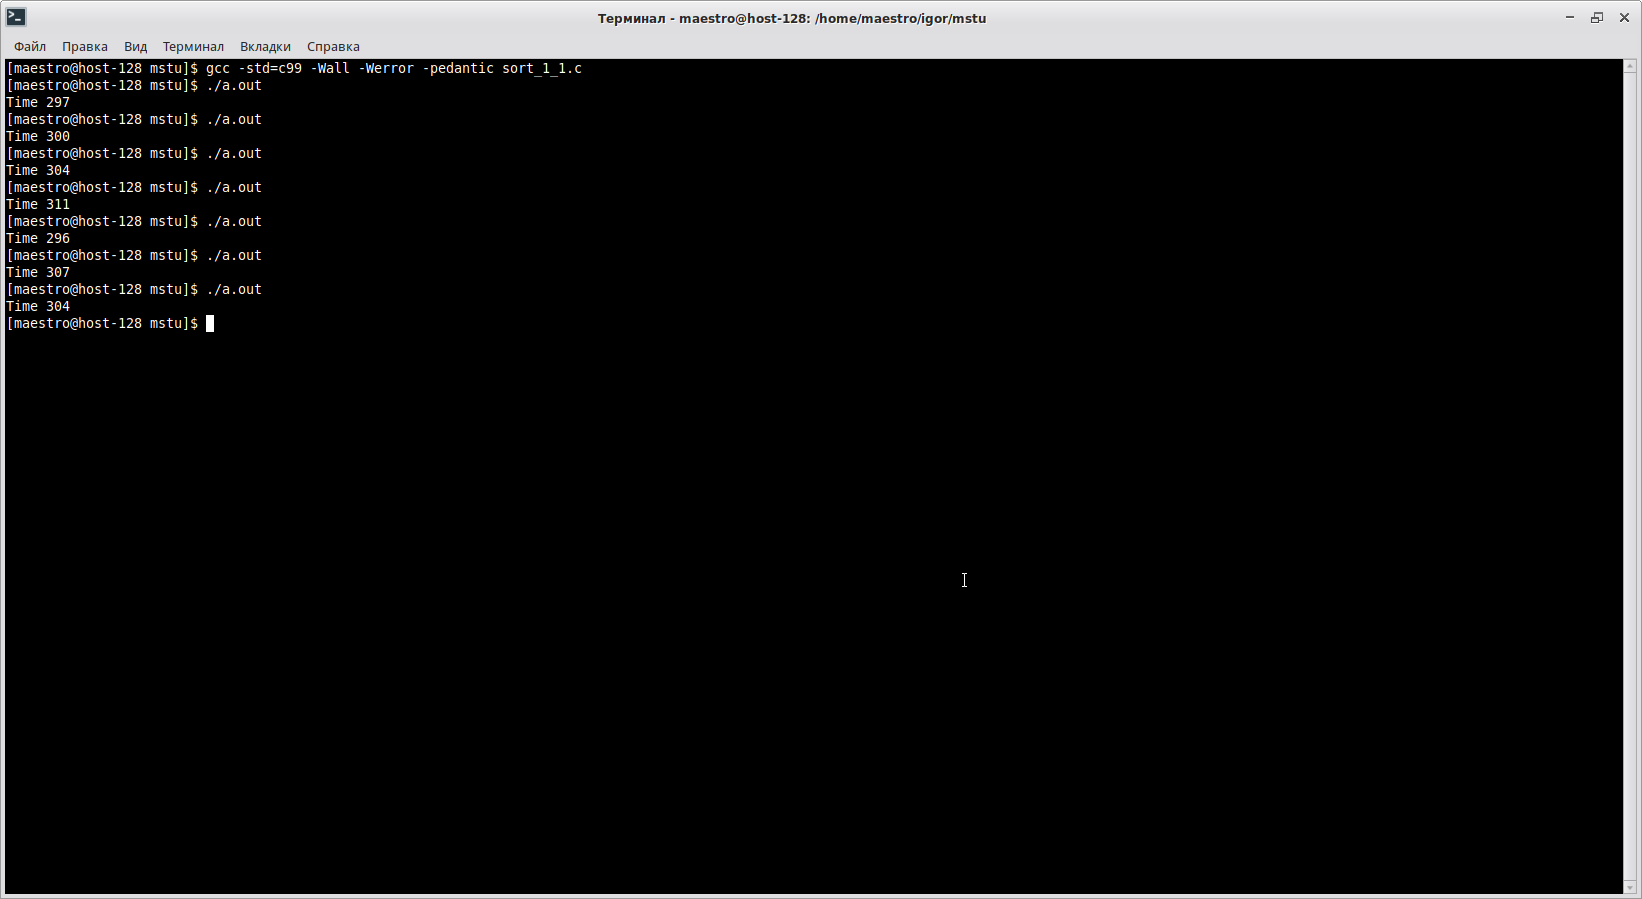 Терминал - maestro@host-128: /home/maestro/igor/mstu
Файл Правка Вид Терминал Вкладки Справка
[maestro@host-128 mstu]$ gcc -std=c99 -Wall -Werror -pedantic sort_1_1.c
[maestro@host-128 mstu]$ ./a.out
Time 297
[maestro@host-128 mstu]$ ./a.out
Time 300
[maestro@host-128 mstu]$ ./a.out
Time 304
[maestro@host-128 mstu]$ ./a.out
Time 311
[maestro@host-128 mstu]$ ./a.out
Time 296
[maestro@host-128 mstu]$ ./a.out
Time 307
[maestro@host-128 mstu]$ ./a.out
Time 304
[maestro@host-128 mstu]$